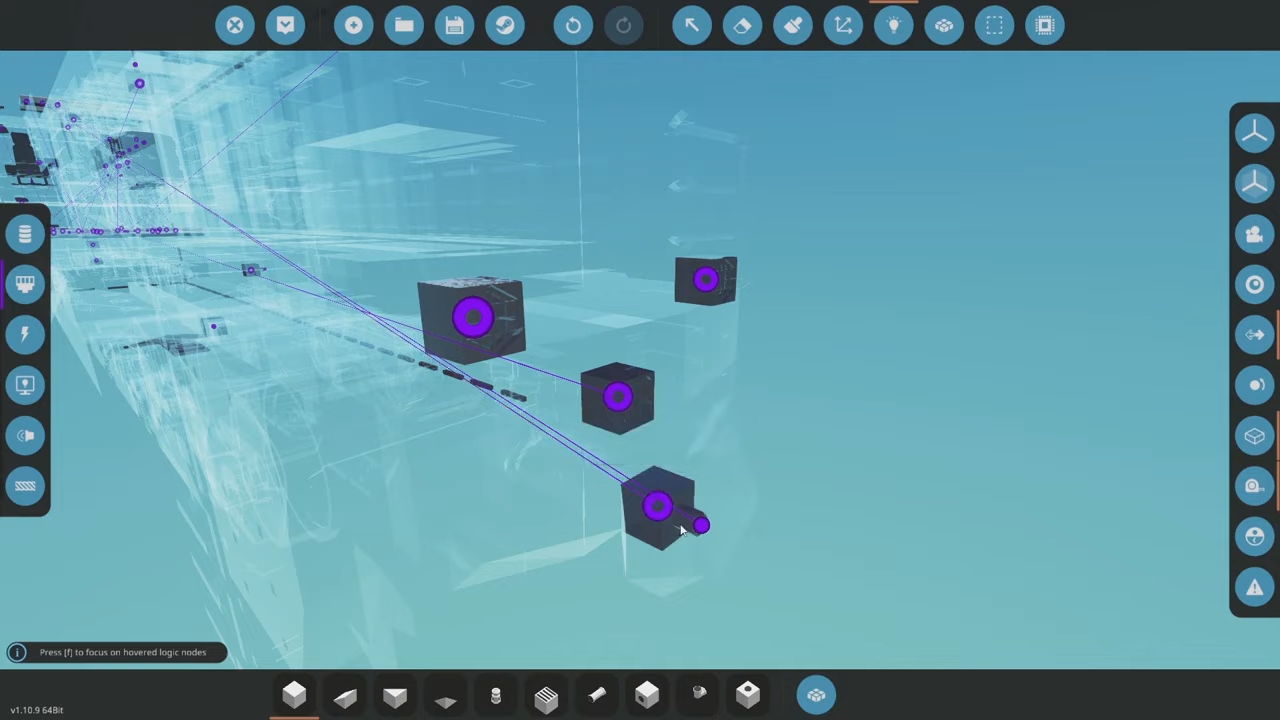 Press [f] to focus on hovered logic nodes
v1.10.9 64Bit